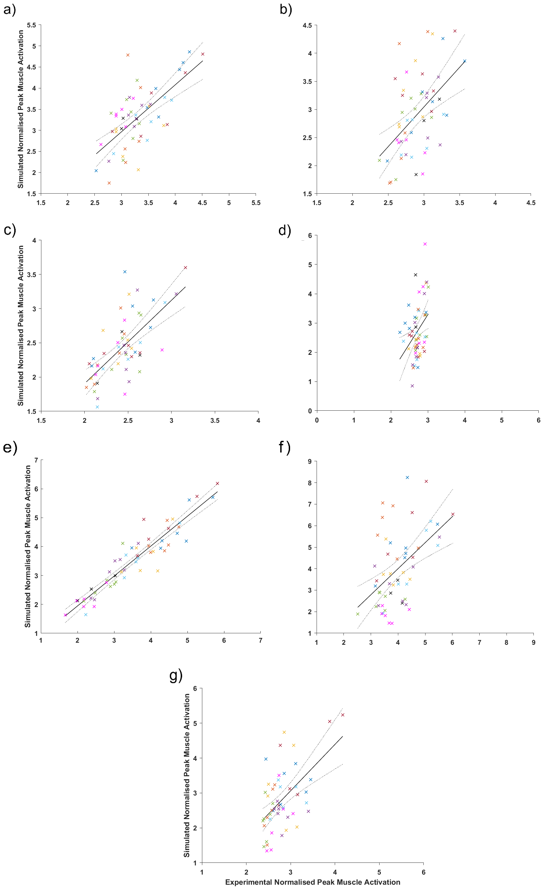 a)
b)
Simulated Normalised Peak Muscle Activation
5.5
5
4.5
4
3.5
3
2.5
2
1.5
1.5 2 2.5 3 3.5 4 4.5 5 5.5
4.5
4
3.5
3
2.5
2
1.5
1.5 2 2.5 3 3.5 4 4.5
c)
d)
Simulated Normalised Peak Muscle Activation
4
3.5
3
2.5
2
1.5
1.5 2 2.5 3 3.5 4
6
5
4
3
2
1
0
0 1 2 3 4 5 6
e)
f)
Simulated Normalised Peak Muscle Activation
7
6
5
4
3
2
1
1 2 3 4 5 6 7
9
8
7
6
5
4
3
2
1
1 2 3 4 5 6 7 8 9
g)
Simulated Normalised Peak Muscle Activation
6
5
4
3
2
1
1 2 3 4 5 6
Experimental Normalised Peak Muscle Activation